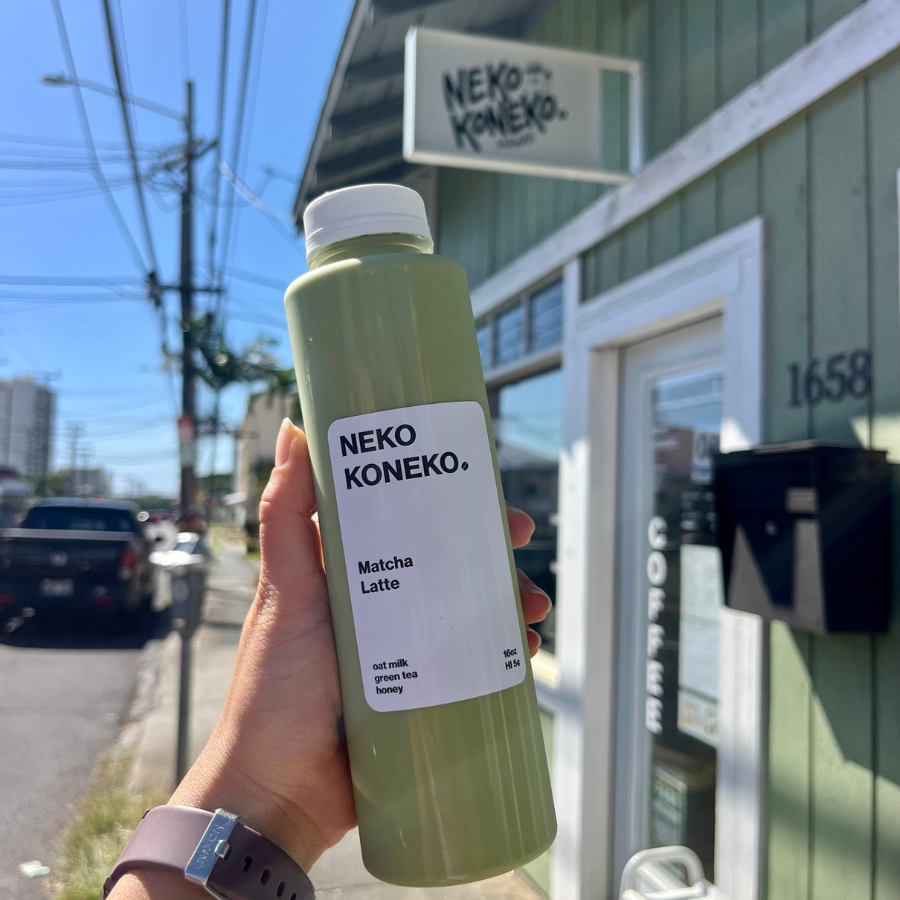 NEKO
KONEKO.
NEKO
KONEKO.
Matcha
Latte
oat milk
green tea
honey
16oz
HI 5¢
1658
COFFEE